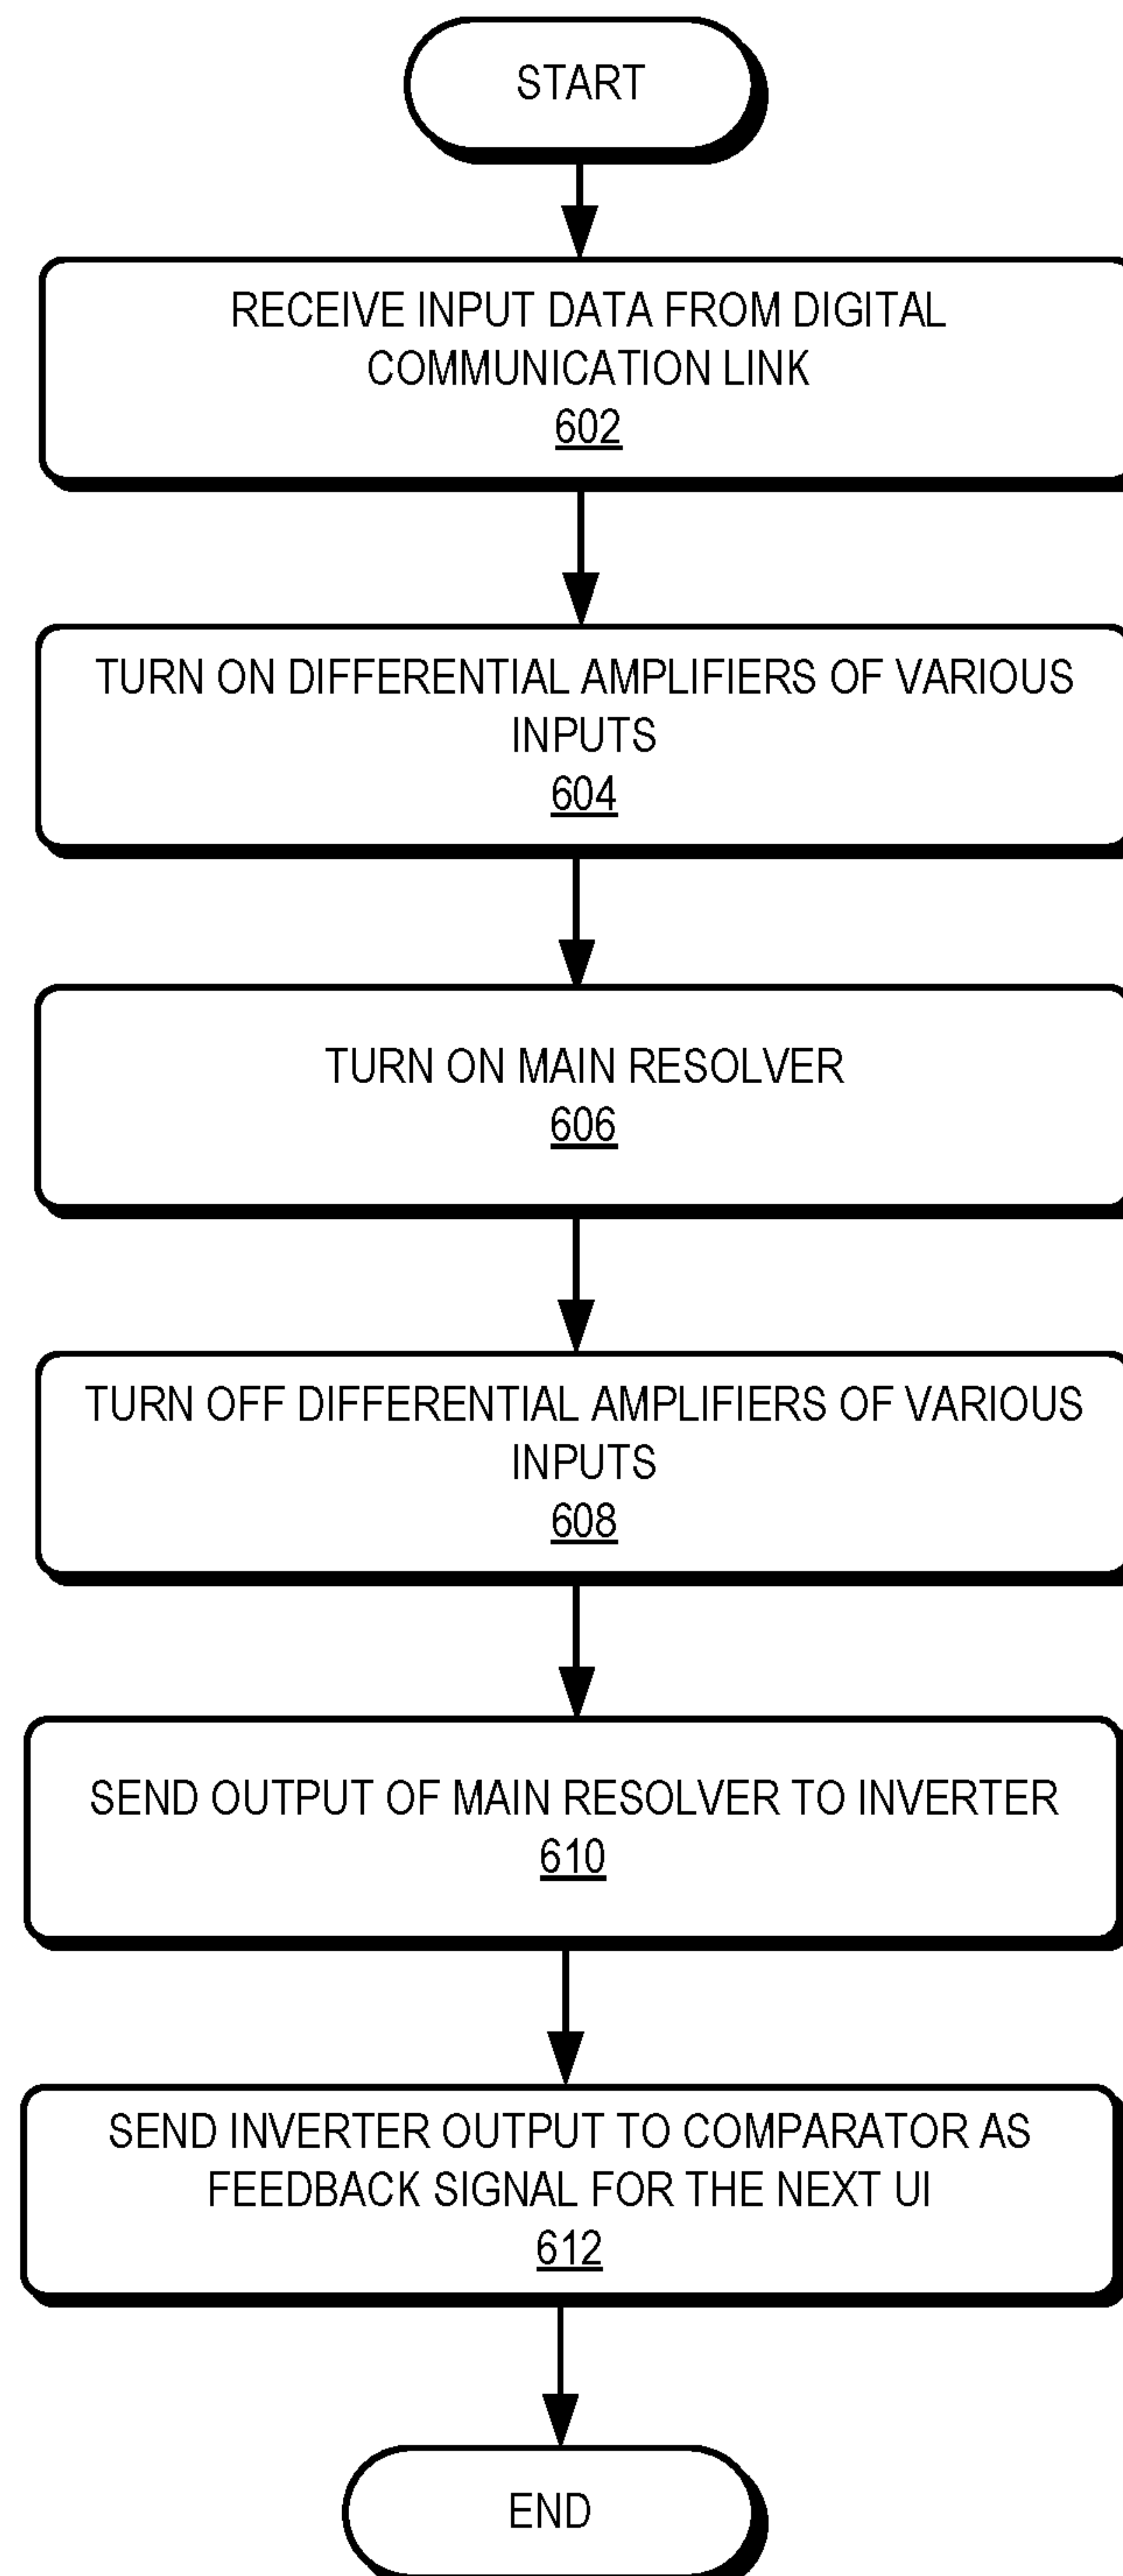 START
RECEIVE INPUT DATA FROM DIGITAL
COMMUNICATION LINK
602
TURN ON DIFFERENTIAL AMPLIFIERS OF VARIOUS
INPUTS
604
TURN ON MAIN RESOLVER
606
TURN OFF DIFFERENTIAL AMPLIFIERS OF VARIOUS
INPUTS
608
SEND OUTPUT OF MAIN RESOLVER TO INVERTER
610
SEND INVERTER OUTPUT TO COMPARATOR AS
FEEDBACK SIGNAL FOR THE NEXT UI
612
END